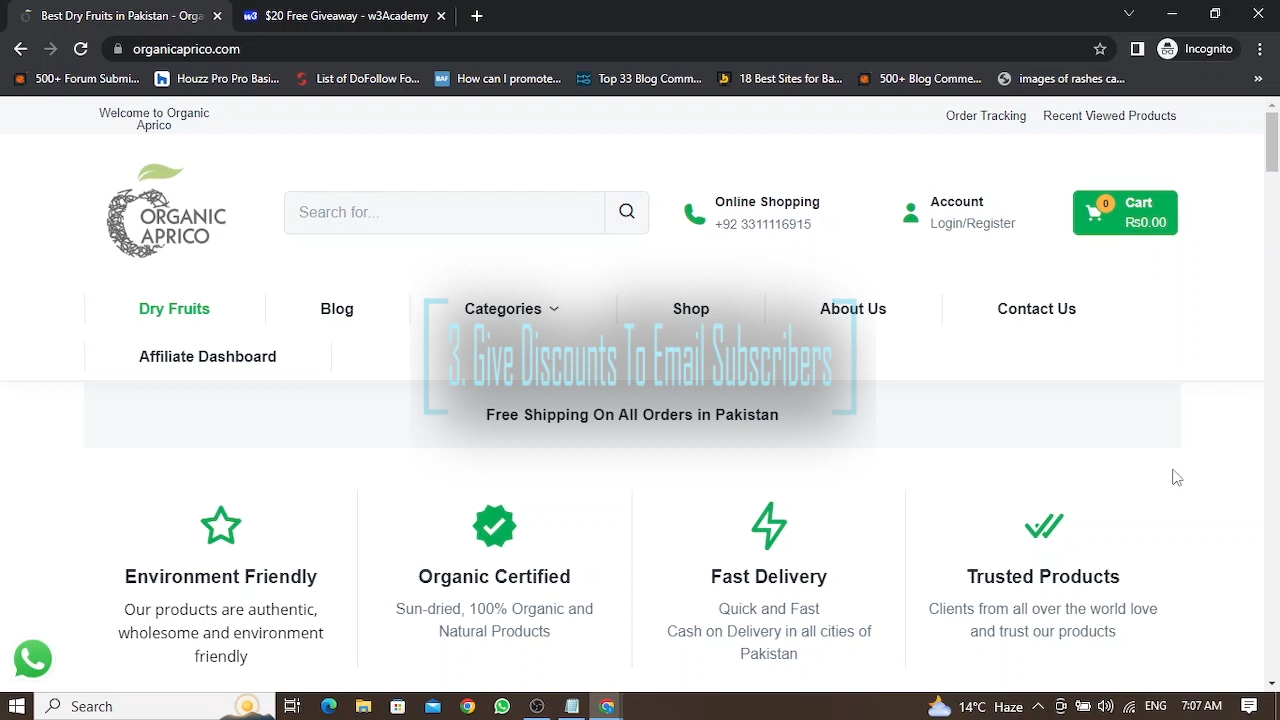 Best Dry Fruits Online - Organi
$20 Free Giveaway - w3Academy
organicaprico.com
Incognito
500+ Forum Submi...
Houzz Pro Pro Basi...
List of DoFollow Fo...
BAF
How can I promote...
Top 33 Blog Comm...
18 Best Sites for Ba...
500+ Blog Comme...
images of rashes ca...
Welcome to Organic
Aprico
Order Tracking
Recent Viewed Products
ORGANIC
APRICO
Search for...
Online Shopping
+92 3311116915
Account
Login/Register
0
Cart
₨0.00
Dry Fruits
Blog
Categories
Shop
About Us
Contact Us
Affiliate Dashboard
3. Give Discounts To Email Subscribers
Free Shipping On All Orders in Pakistan
Environment Friendly
Organic Certified
Fast Delivery
Trusted Products
Our products are authentic,
wholesome and environment
friendly
Sun-dried, 100% Organic and
Natural Products
Quick and Fast
Cash on Delivery in all cities of
Pakistan
Clients from all over the world love
and trust our products
Search
14°C Haze
ENG
7:01 AM